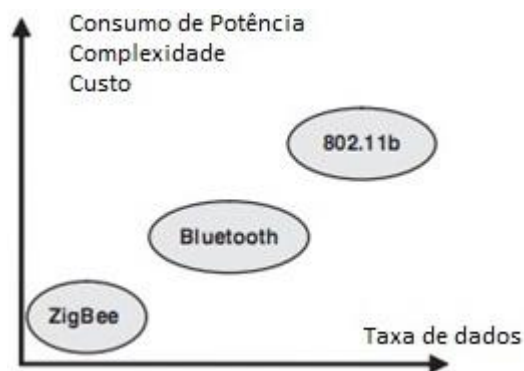 Consumo de Potência
Complexidade
Custo
802.11b
Bluetooth
ZigBee
Taxa de dados